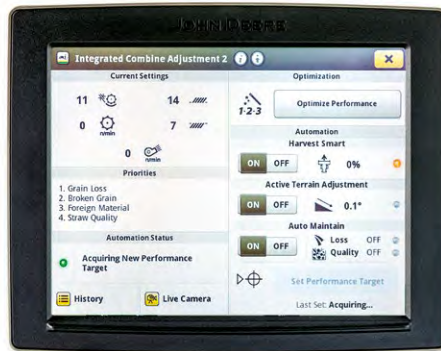 JOHN DEERE
Integrated Combine Adjustment 2
Current Settings
11
14
0
n/min
7
0
n/min
Priorities
1. Grain Loss
2. Broken Grain
3. Foreign Material
4. Straw Quality
Automation Status
Acquiring New Performance
Target
History
Live Camera
Optimization
1-2-3
Optimize Performance
Automation
Harvest Smart
ON OFF
0%
Active Terrain Adjustment
ON OFF
0.1°
Auto Maintain
ON OFF
Loss OFF
Quality OFF
Set Performance Target
Last Set: Acquiring...